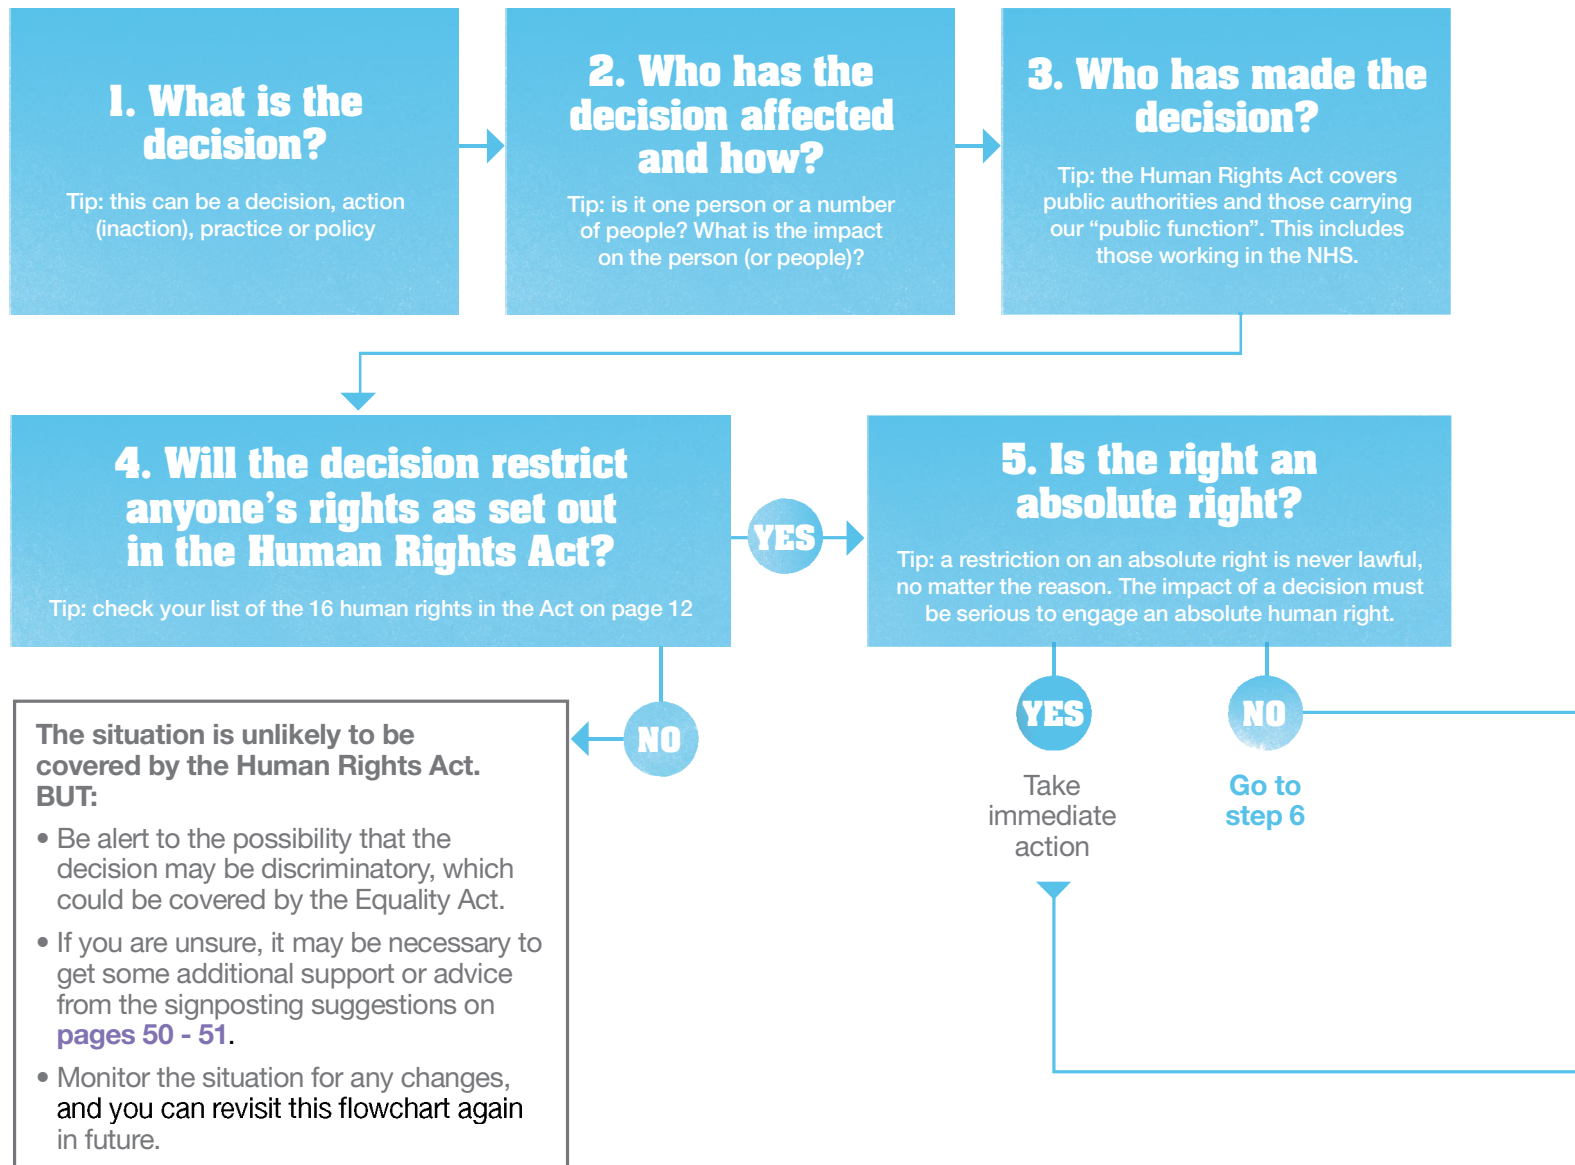 1. What is the
decision?
Tip: this can be a decision, action
(inaction), practice or policy
2. Who has the
decision affected
and how?
Tip: is it one person or a number
of people? What is the impact
on the person (or people)?
3. Who has made the
decision?
Tip: the Human Rights Act covers
public authorities and those carrying
our “public function”. This includes
those working in the NHS.
4. Will the decision restrict
anyone’s rights as set out
in the Human Rights Act?
Tip: check your list of the 16 human rights in the Act on page 12
YES
5. Is the right an
absolute right?
Tip: a restriction on an absolute right is never lawful,
no matter the reason. The impact of a decision must
be serious to engage an absolute human right.
NO
The situation is unlikely to be
covered by the Human Rights Act.
BUT:
• Be alert to the possibility that the
decision may be discriminatory, which
could be covered by the Equality Act.
• If you are unsure, it may be necessary to
get some additional support or advice
from the signposting suggestions on
pages 50 - 51.
• Monitor the situation for any changes,
and you can revisit this flowchart again
in future.
YES
Take
immediate
action
NO
Go to
step 6